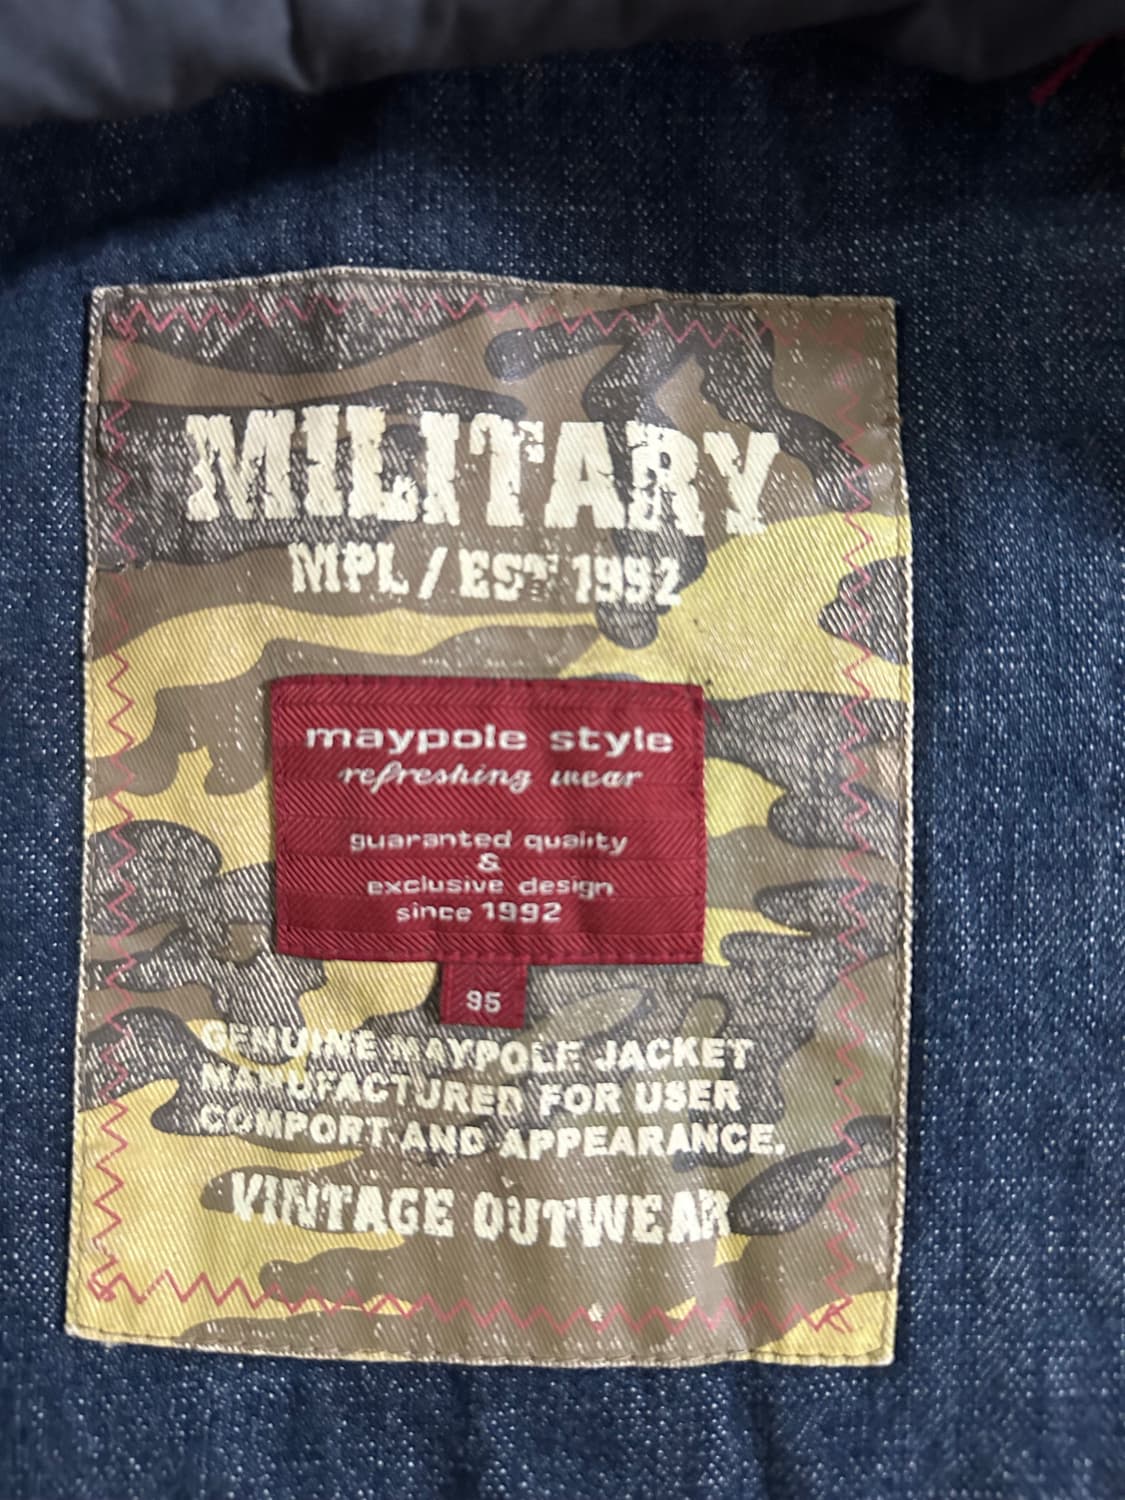 MILITARY
MPL / EST 1992
maypole style
refreshing wear
guaranted quality
&
exclusive design
since 1992
95
GENUINE MAYPOLE JACKET
MANUFACTURED FOR USER
COMPORT AND APPEARANCE.
VINTAGE OUTWEAR